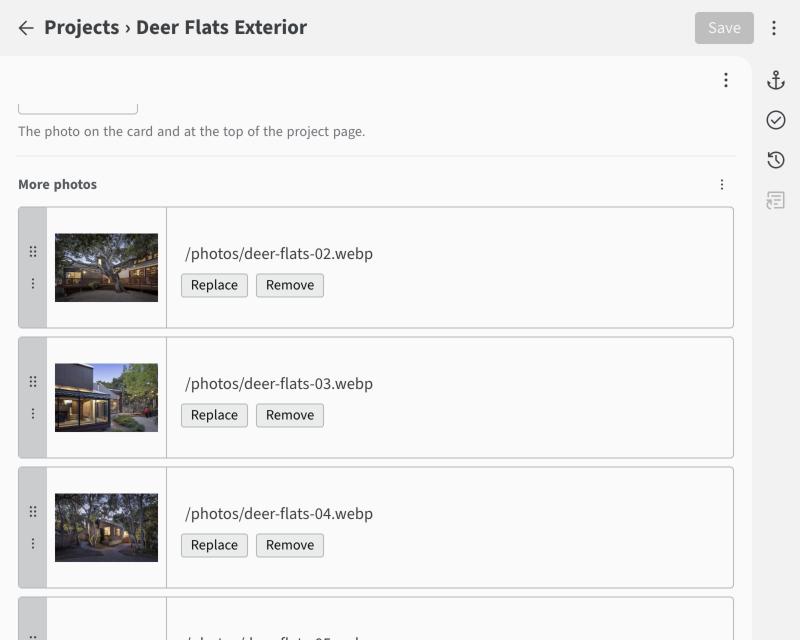 Projects › Deer Flats Exterior
Save
The photo on the card and at the top of the project page.
More photos
/photos/deer-flats-02.webp
Replace
Remove
/photos/deer-flats-03.webp
Replace
Remove
/photos/deer-flats-04.webp
Replace
Remove